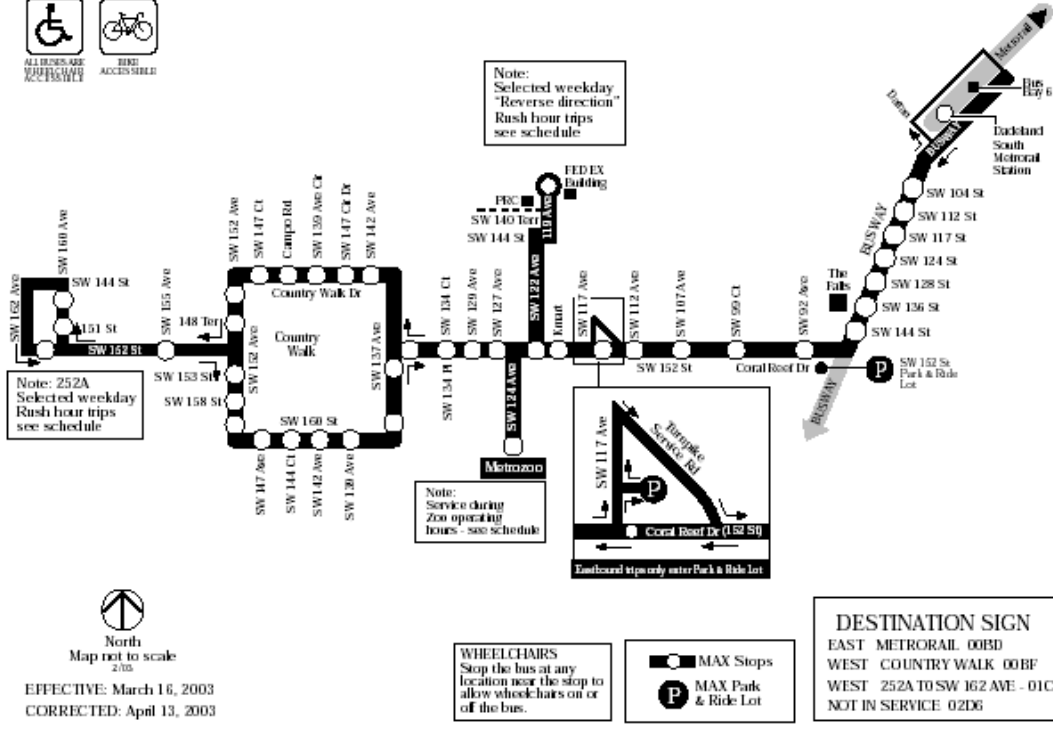 ALL BUSES ARE
WHEELCHAIR
ACCESSIBLE
BIKE
ACCESSIBLE
Note:
Selected weekday
"Reverse direction"
Rush hour trips
see schedule
Metrorail
Bus
Bay 6
Datran
BUSWAY
Dadeland
South
Metrorail
Station
SW 104 St
SW 112 St
SW 117 St
SW 124 St
SW 128 St
SW 136 St
SW 144 St
BUSWAY
The
Falls
FED EX
Building
PRC
SW 140 Terr
SW 144 St
119 Ave
SW 122 Ave
SW 160 Ave
SW 162 Ave
SW 144 St
151 St
SW 152 St
SW 155 Ave
148 Ter
SW 153 St
SW 158 St
SW 152 Ave
SW 147 Ct
Campo Rd
SW 139 Ave Cir
SW 147 Cir Dr
SW 142 Ave
Country Walk Dr
Country
Walk
SW 152 Ave
SW 137 Ave
SW 160 St
SW 147 Ave
SW 144 Ct
SW 142 Ave
SW 139 Ave
SW 134 Ct
SW 129 Ave
SW 127 Ave
SW 134 Pl
SW 124 Ave
Kmart
SW 117 Ave
SW 112 Ave
SW 107 Ave
SW 99 Ct
SW 92 Ave
SW 152 St
Coral Reef Dr
P
SW 152 St
Park & Ride
Lot
BUSWAY
Note: 252A
Selected weekday
Rush hour trips
see schedule
Metrozoo
Note:
Service during
Zoo operating
hours - see schedule
SW 117 Ave
Turnpike
Service Rd
P
Coral Reef Dr (152 St)
Eastbound trips only enter Park & Ride Lot
North
Map not to scale
2/03
EFFECTIVE: March 16, 2003
CORRECTED: April 13, 2003
WHEELCHAIRS
Stop the bus at any
location near the stop to
allow wheelchairs on or
off the bus.
MAX Stops
P MAX Park
& Ride Lot
DESTINATION SIGN
EAST METRORAIL 00BD
WEST COUNTRY WALK 00BF
WEST 252A TO SW 162 AVE - 01C
NOT IN SERVICE 02D6